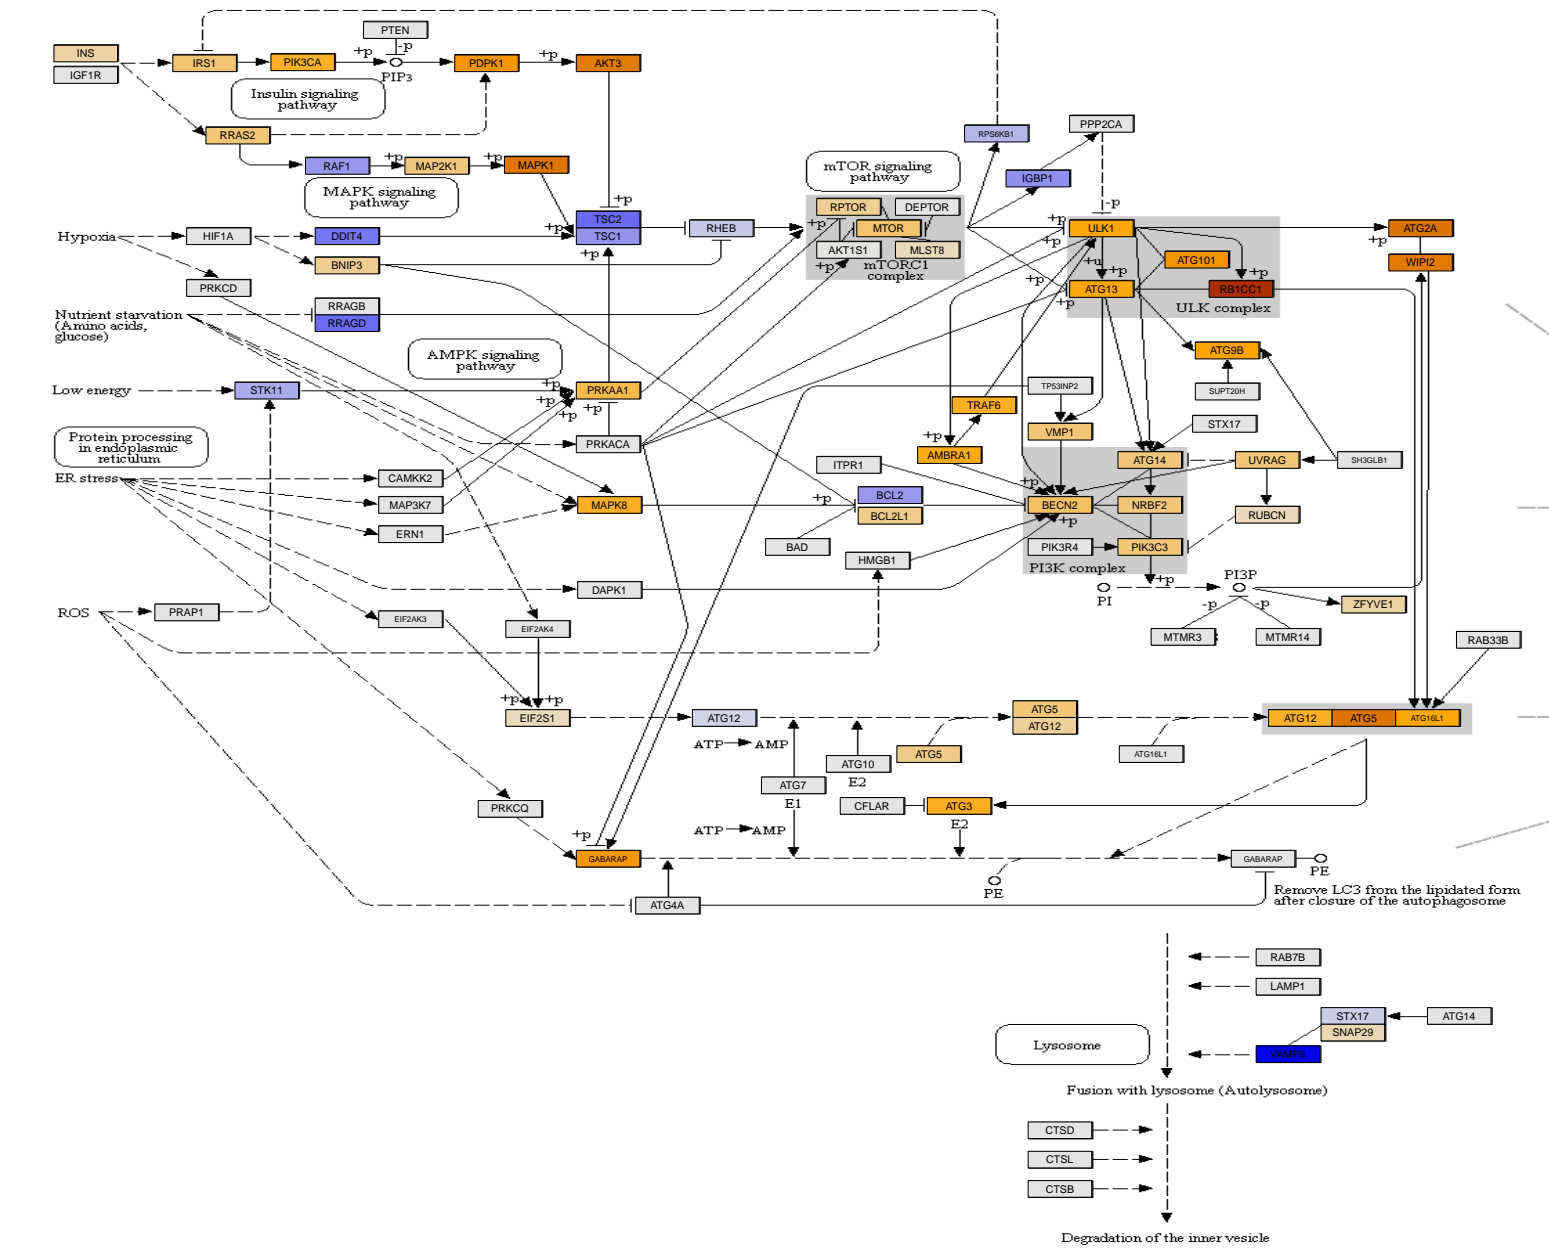 PTEN
INS
+p
-p
+p
+p
IRS1
PIK3CA
PDPK1
AKT3
IGF1R
PIP3
Insulin signaling
pathway
RPS6KB1
PPP2CA
RRAS2
RAF1
+p
MAP2K1
+p
MAPK1
mTOR signaling
pathway
IGBP1
MAPK signaling
pathway
+p
-p
RPTOR
DEPTOR
TSC2
TSC1
+p
+p
RHEB
+p
MTOR
AKT1S1
MLST8
+p
mTORC1
complex
+p
+p
ULK1
ATG2A
+p
Hypoxia
HIF1A
DDIT4
BNIP3
+u
+p
ATG101
WIPI2
+p
PRKCD
+p
+p
ATG13
RB1CC1
ULK complex
Nutrient starvation
(Amino acids,
glucose)
RRAGB
RRAGD
AMPK signaling
pathway
ATG9B
Low energy
STK11
+p
+p
+p
+p
PRKAA1
TP53INP2
SUPT20H
TRAF6
STX17
Protein processing
in endoplasmic
reticulum
PRKACA
+p
VMP1
AMBRA1
ATG14
UVRAG
SH3GLB1
ER stress
CAMKK2
ITPR1
+p
MAP3K7
MAPK8
+p
BCL2
BCL2L1
BECN2
NRBF2
RUBCN
+p
ERN1
BAD
HMGB1
PIK3R4
PIK3C3
PI3K complex
+p
DAPK1
PI
PI3P
-p
-p
ZFYVE1
ROS
PRAP1
EIF2AK3
EIF2AK4
MTMR3
MTMR14
RAB33B
+p
+p
EIF2S1
ATG12
ATG5
ATG12
ATG12
ATG5
ATG16L1
ATP
AMP
ATG10
E2
ATG5
ATG16L1
ATG7
E1
PRKCQ
CFLAR
ATG3
E2
ATP
AMP
+p
GABARAP
GABARAP
PE
PE
ATG4A
Remove LC3 from the lipidated form
after closure of the autophagosome
RAB7B
LAMP1
STX17
SNAP29
ATG14
Lysosome
VAMP8
Fusion with lysosome (Autolysosome)
CTSD
CTSL
CTSB
Degradation of the inner vesicle